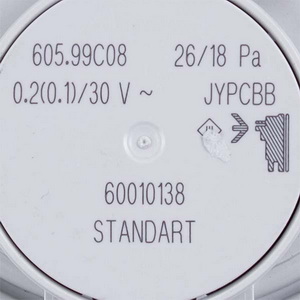 605.99C08 26/18 Pa
0.2(0.1)/30 V ~ JYPCBB
60010138
STANDART